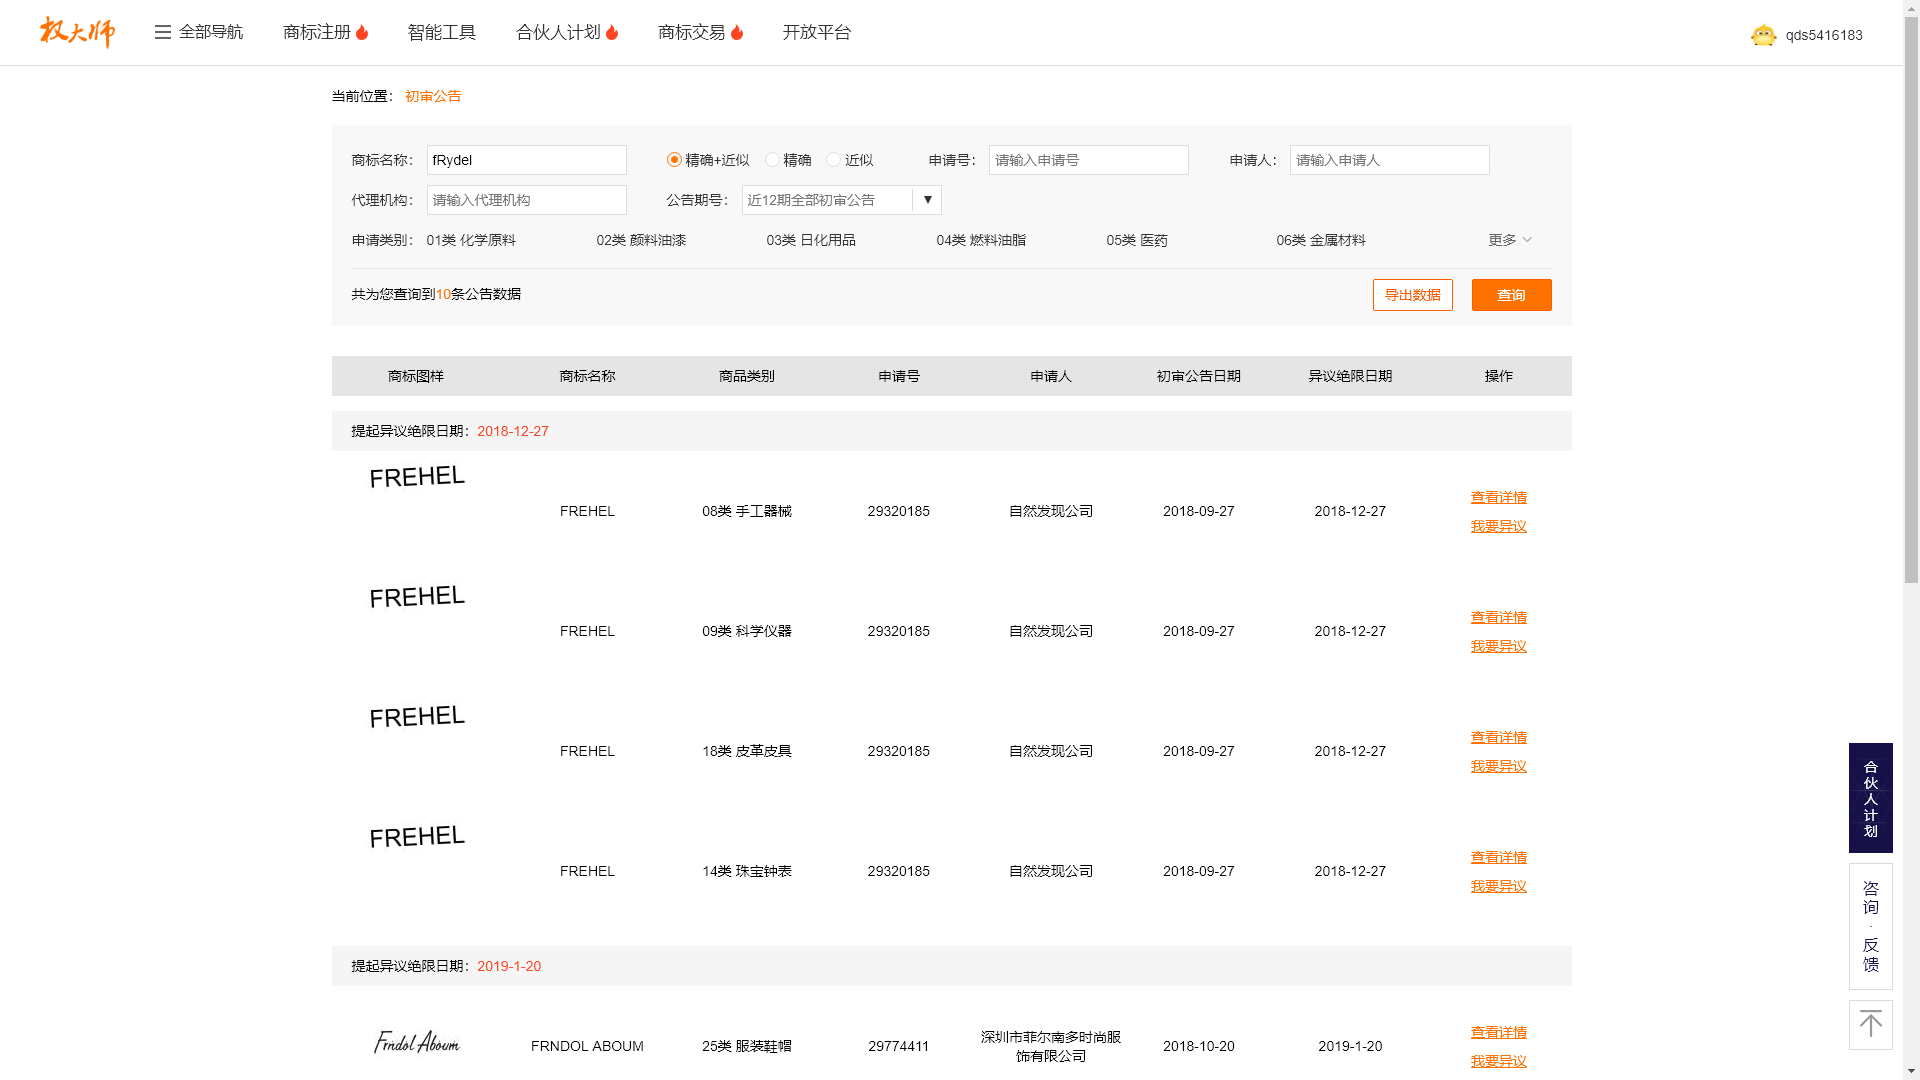 权大师 全部导航 商标注册 智能工具 合伙人计划 商标交易 开放平台 qds5416183
当前位置： 初审公告
商标名称： fRydel 精确+近似 精确 近似 申请号： 请输入申请号 申请人： 请输入申请人
代理机构： 请输入代理机构 公告期号： 近12期全部初审公告 ▼
申请类别： 01类 化学原料 02类 颜料油漆 03类 日化用品 04类 燃料油脂 05类 医药 06类 金属材料 更多
共为您查询到10条公告数据 导出数据 查询
商标图样 商标名称 商品类别 申请号 申请人 初审公告日期 异议绝限日期 操作
提起异议绝限日期：2018-12-27
FREHEL
FREHEL 08类 手工器械 29320185 自然发现公司 2018-09-27 2018-12-27 查看详情
我要异议
FREHEL
FREHEL 09类 科学仪器 29320185 自然发现公司 2018-09-27 2018-12-27 查看详情
我要异议
FREHEL
FREHEL 18类 皮革皮具 29320185 自然发现公司 2018-09-27 2018-12-27 查看详情
我要异议
FREHEL
FREHEL 14类 珠宝钟表 29320185 自然发现公司 2018-09-27 2018-12-27 查看详情
我要异议
提起异议绝限日期：2019-1-20
Frndol Aboum FRNDOL ABOUM 25类 服装鞋帽 29774411 深圳市菲尔南多时尚服饰有限公司 2018-10-20 2019-1-20 查看详情
我要异议
合伙人计划
咨询·反馈